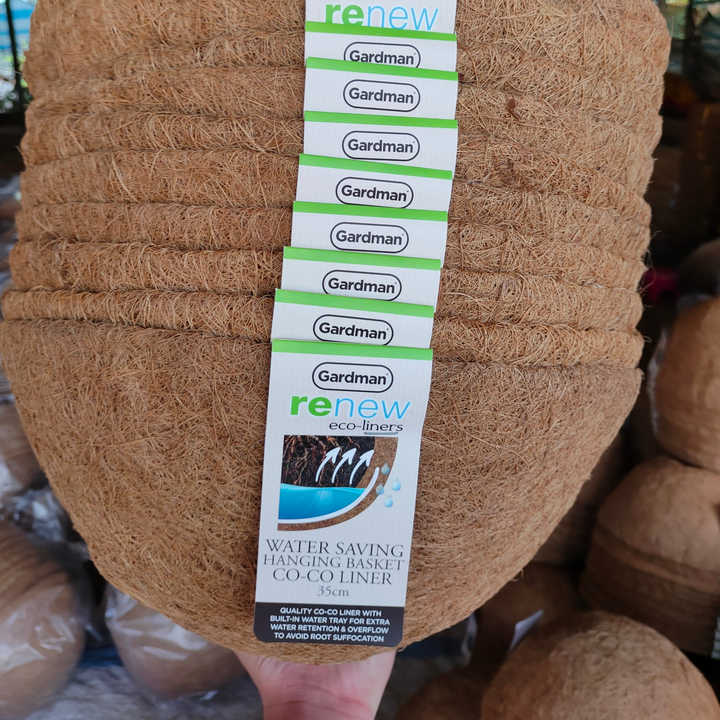 renew
Gardman
Gardman
Gardman
Gardman
Gardman
Gardman
Gardman
Gardman
renew
eco-liners
WATER SAVING
HANGING BASKET
CO-CO LINER
35cm
QUALITY CO-CO LINER WITH
BUILT-IN WATER TRAY FOR EXTRA
WATER RETENTION & OVERFLOW
TO AVOID ROOT SUFFOCATION